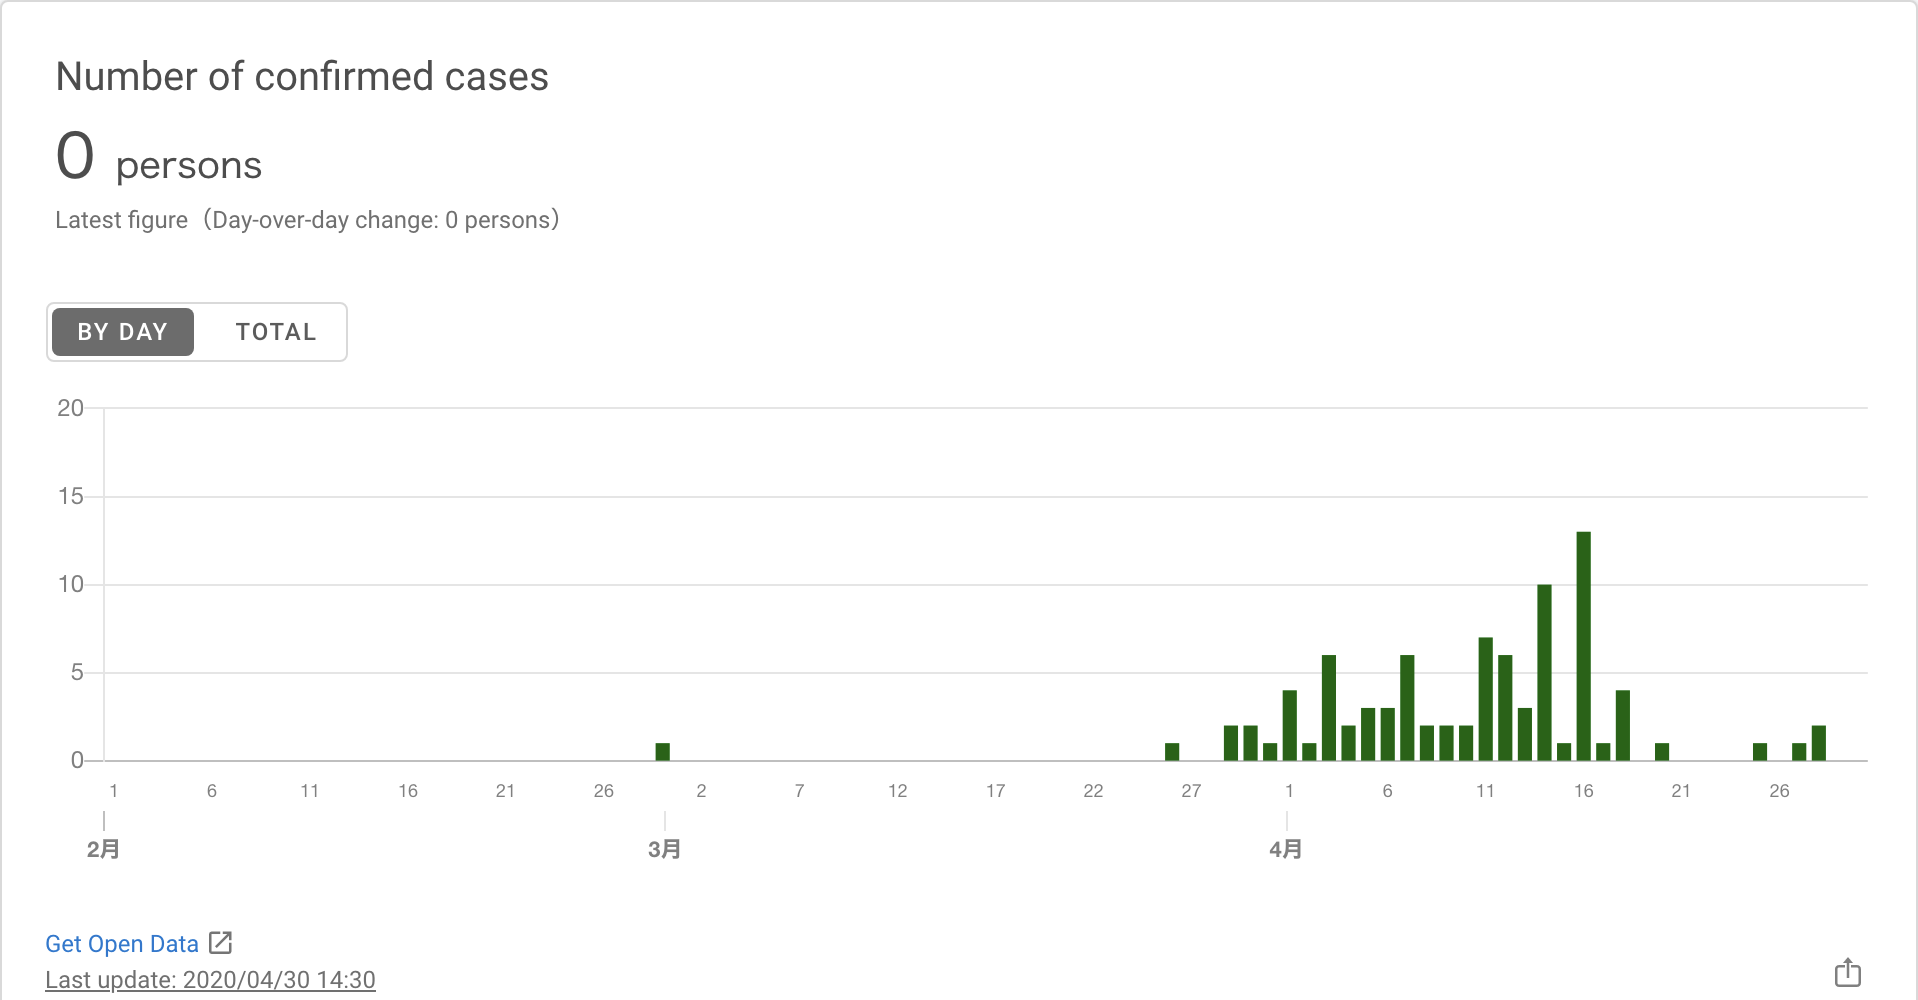 Number of confirmed cases
0 persons
Latest figure（Day-over-day change: 0 persons）
BY DAY TOTAL
20
15
10
5
0
1 6 11 16 21 26 2 7 12 17 22 27 1 6 11 16 21 26
2月 3月 4月
Get Open Data
Last update: 2020/04/30 14:30